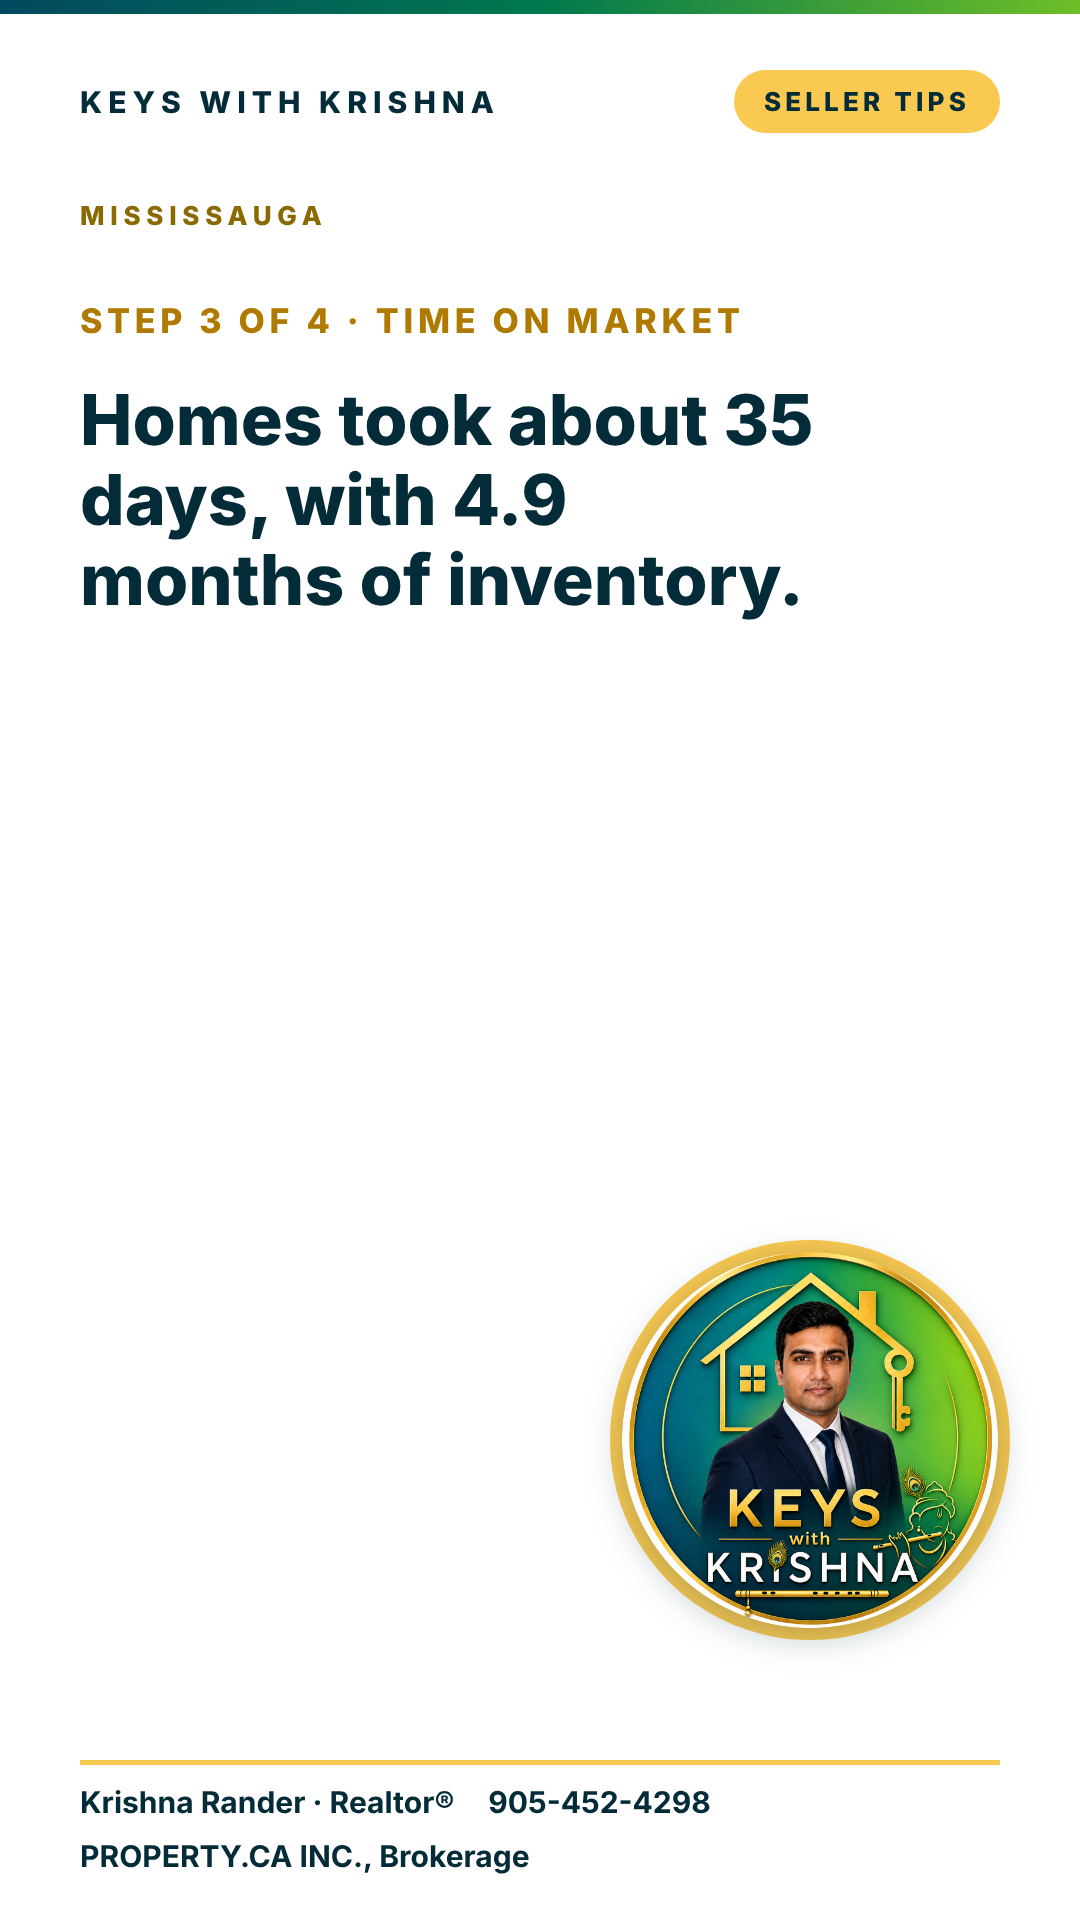 KEYS WITH KRISHNA
SELLER TIPS
MISSISSAUGA
STEP 3 OF 4 · TIME ON MARKET
Homes took about 35
days, with 4.9
months of inventory.
KEYS
with
KRISHNA
Krishna Rander · Realtor® 905-452-4298
PROPERTY.CA INC., Brokerage